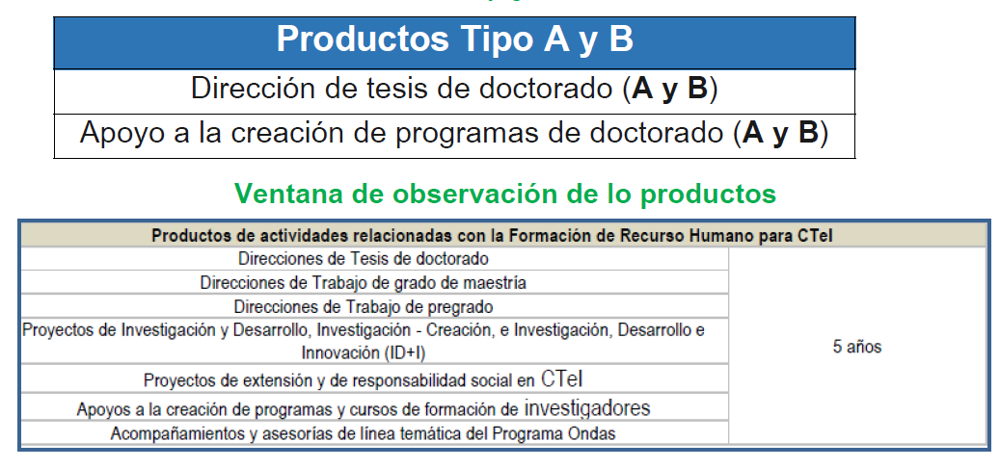 Productos Tipo A y B
Dirección de tesis de doctorado (A y B)
Apoyo a la creación de programas de doctorado (A y B)
Ventana de observación de lo productos
Productos de actividades relacionadas con la Formación de Recurso Humano para CTeI
Direcciones de Tesis de doctorado
Direcciones de Trabajo de grado de maestría
Direcciones de Trabajo de pregrado
Proyectos de Investigación y Desarrollo, Investigación - Creación, e Investigación, Desarrollo e
Innovación (ID+I)
Proyectos de extensión y de responsabilidad social en CTeI
Apoyos a la creación de programas y cursos de formación de investigadores
Acompañamientos y asesorías de línea temática del Programa Ondas
5 años